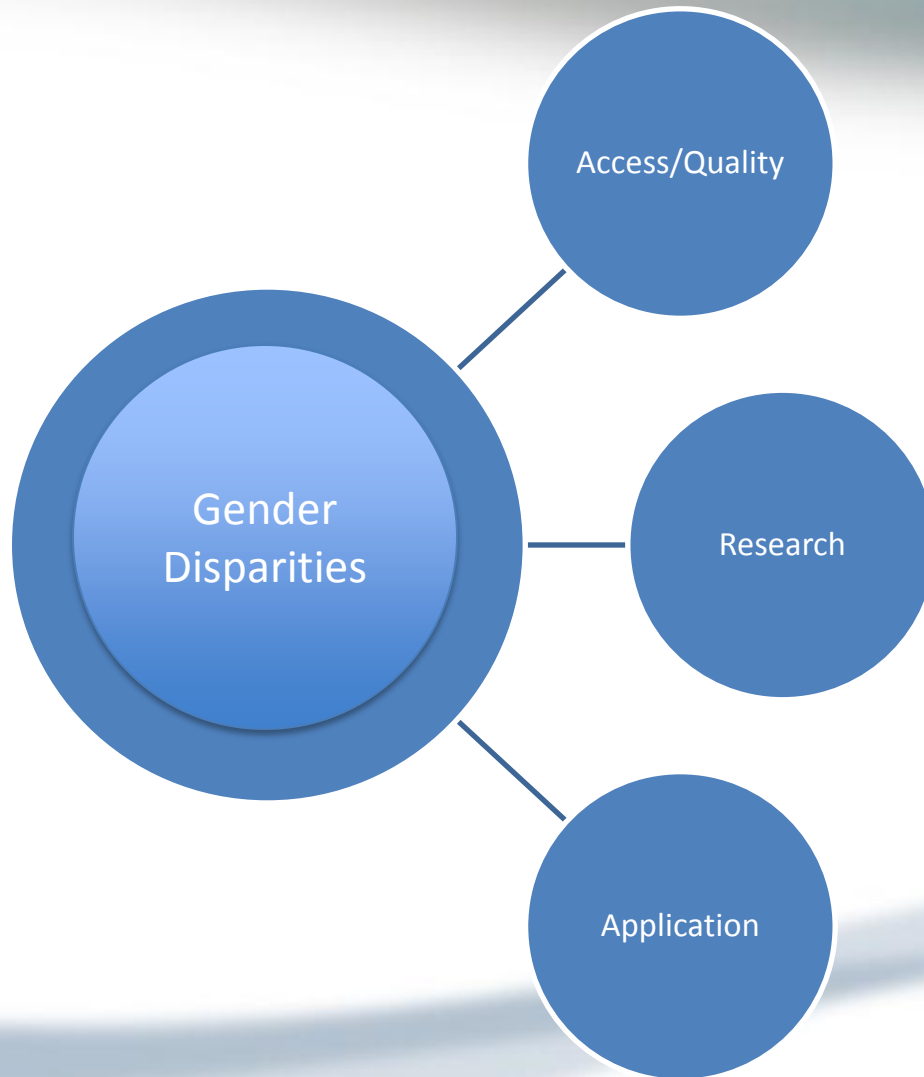 Access/Quality
Gender
Disparities
Research
Application